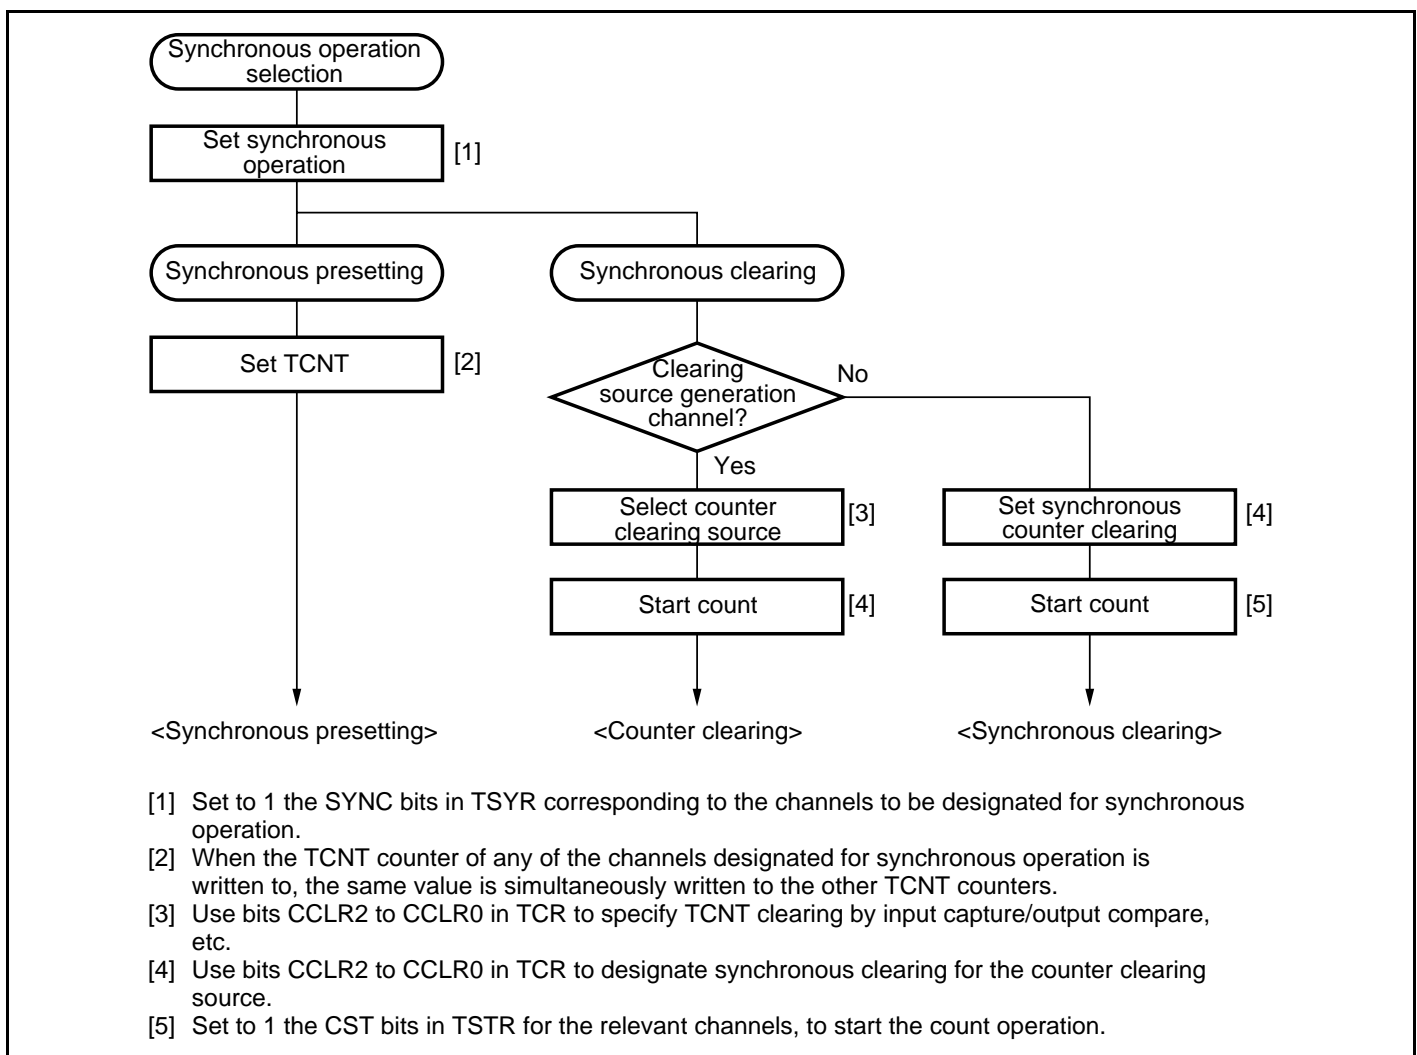 Synchronous operation
selection
Set synchronous
operation
[1]
Synchronous presetting
Synchronous clearing
Set TCNT
[2]
Clearing
source generation
channel?
No
Yes
Select counter
clearing source
[3]
Set synchronous
counter clearing
[4]
Start count
[4]
Start count
[5]
<Synchronous presetting>
<Counter clearing>
<Synchronous clearing>
[1] Set to 1 the SYNC bits in TSYR corresponding to the channels to be designated for synchronous
operation.
[2] When the TCNT counter of any of the channels designated for synchronous operation is
written to, the same value is simultaneously written to the other TCNT counters.
[3] Use bits CCLR2 to CCLR0 in TCR to specify TCNT clearing by input capture/output compare,
etc.
[4] Use bits CCLR2 to CCLR0 in TCR to designate synchronous clearing for the counter clearing
source.
[5] Set to 1 the CST bits in TSTR for the relevant channels, to start the count operation.